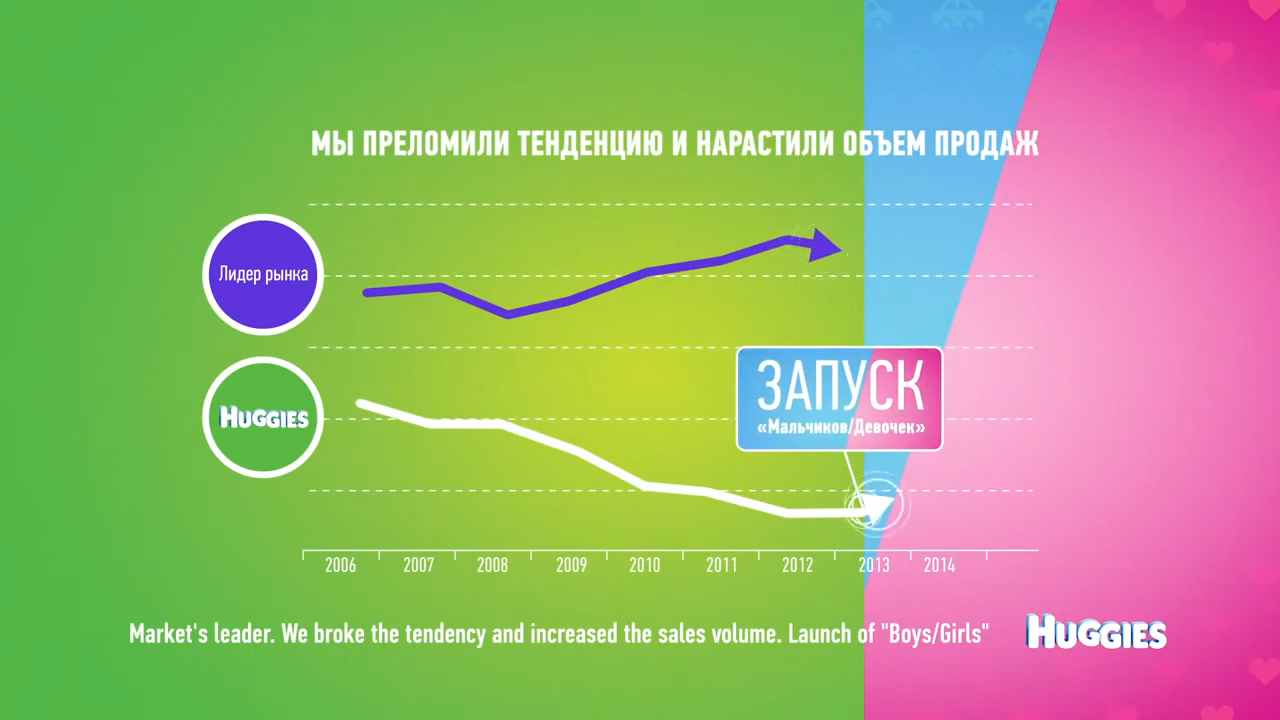 МЫ ПРЕЛОМИЛИ ТЕНДЕНЦИЮ И НАРАСТИЛИ ОБЪЕМ ПРОДАЖ
Лидер рынка
HUGGIES
ЗАПУСК
«Мальчиков/Девочек»
2006 2007 2008 2009 2010 2011 2012 2013 2014
Market's leader. We broke the tendency and increased the sales volume. Launch of "Boys/Girls"
HUGGIES